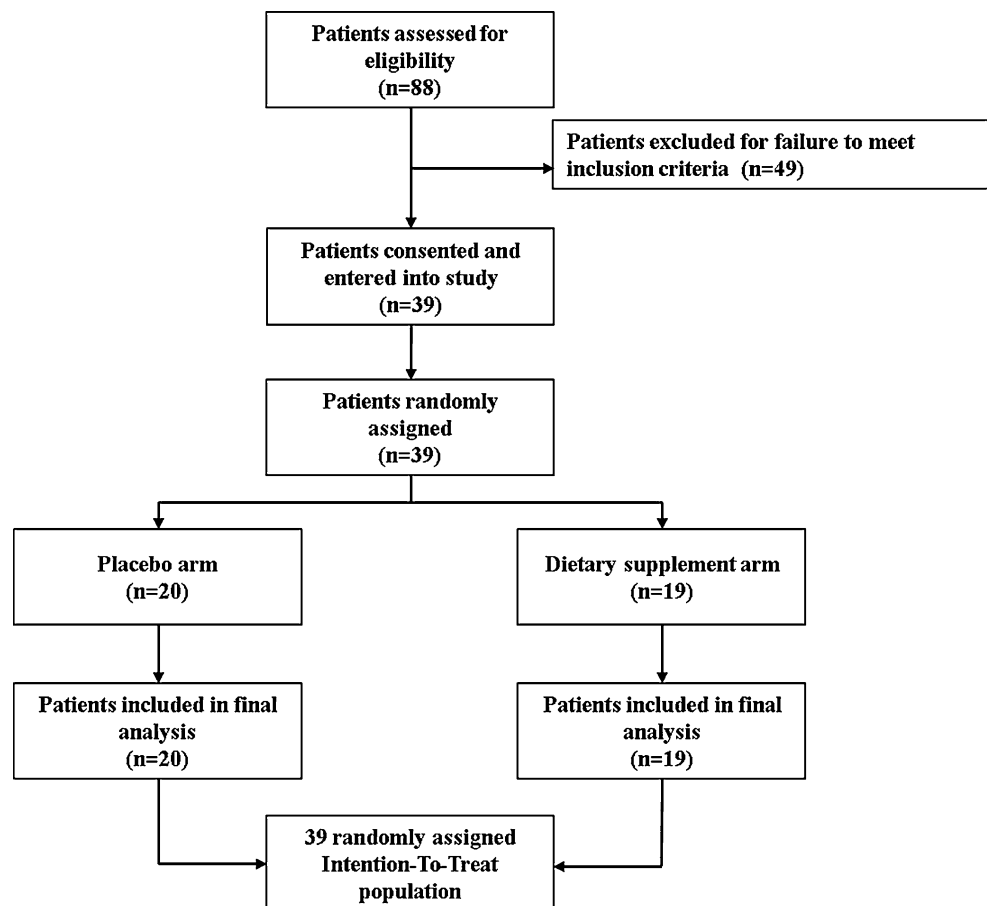 Patients assessed for
eligibility
(n=88)
Patients excluded for failure to meet
inclusion criteria (n=49)
Patients consented and
entered into study
(n=39)
Patients randomly
assigned
(n=39)
Placebo arm
(n=20)
Dietary supplement arm
(n=19)
Patients included in final
analysis
(n=20)
Patients included in final
analysis
(n=19)
39 randomly assigned
Intention-To-Treat
population